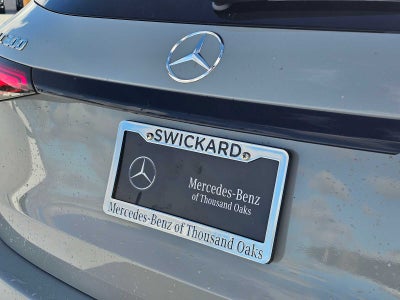 SWICKARD
Mercedes-Benz
of Thousand Oaks
Mercedes-Benz of Thousand Oaks